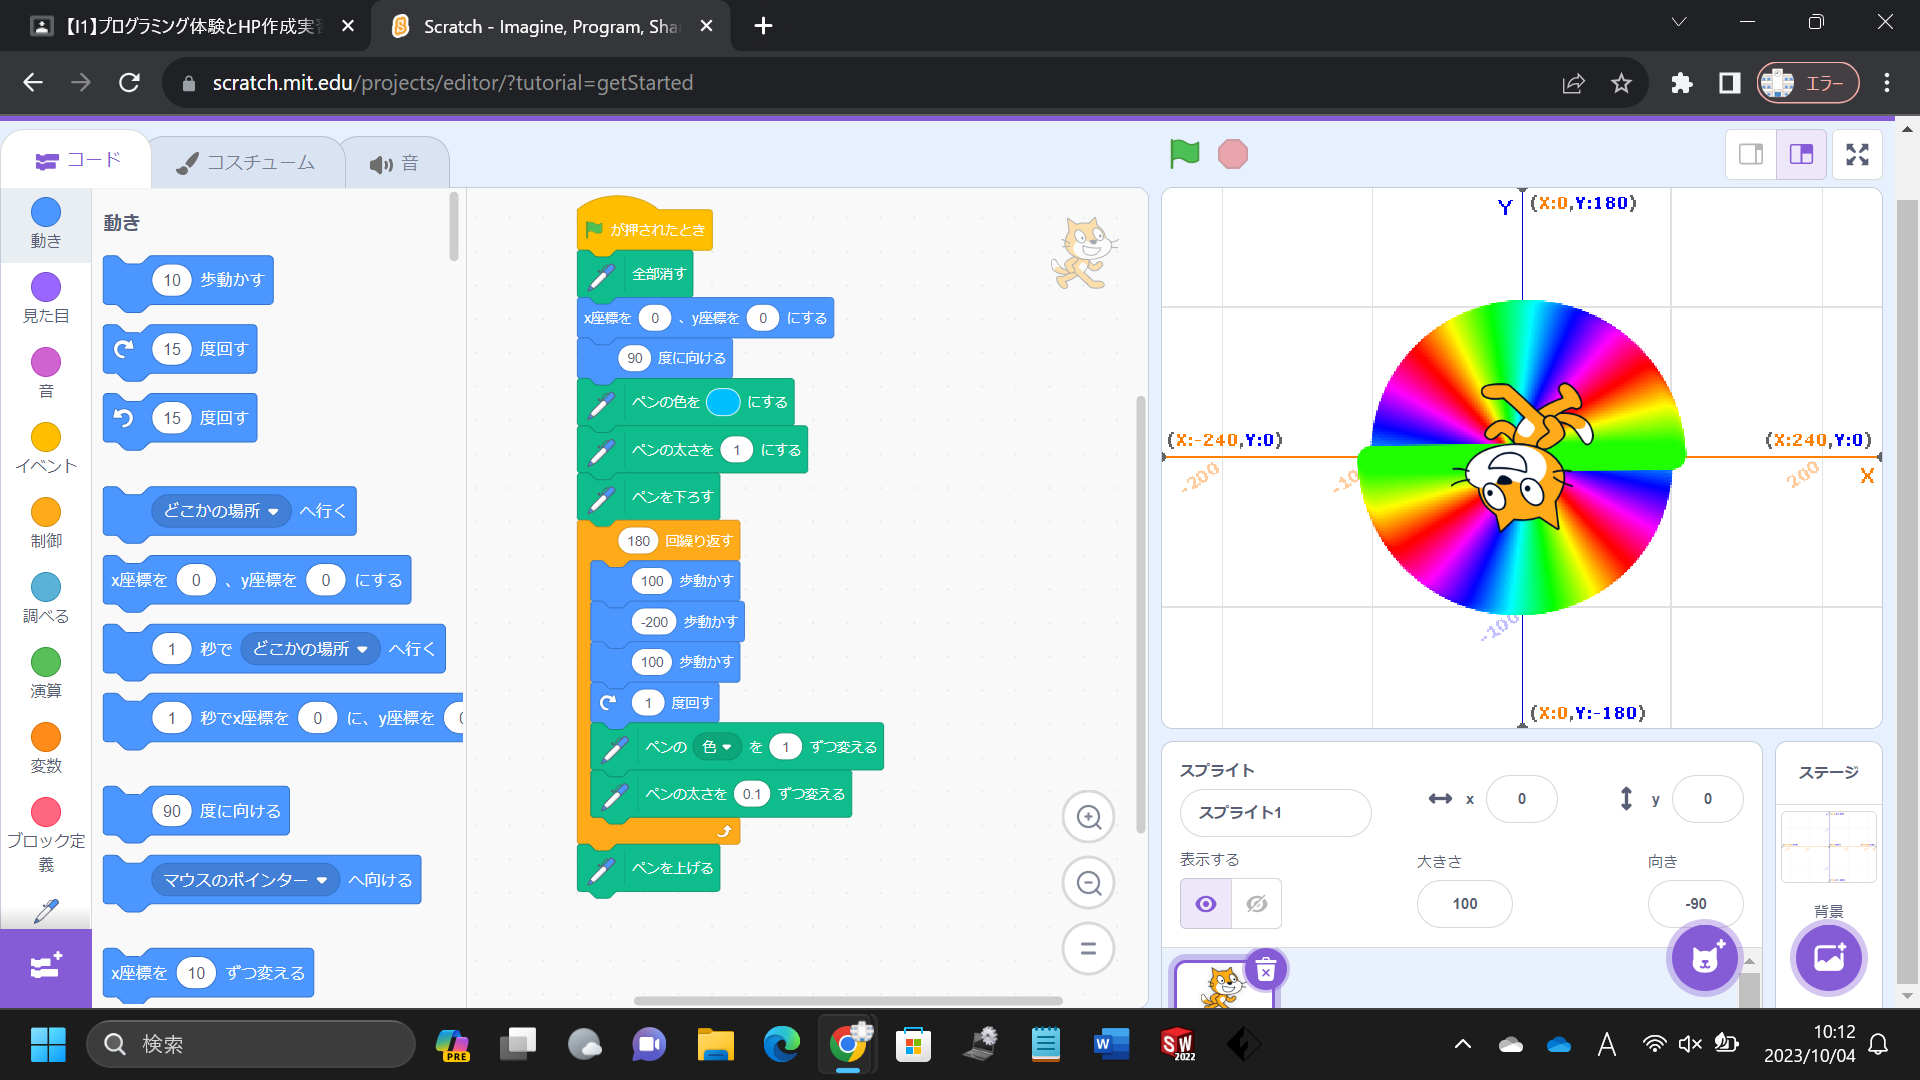 【I1】プログラミング体験とHP作成実習
Scratch - Imagine, Program, Sha
scratch.mit.edu/projects/editor/?tutorial=getStarted
エラー
コード
コスチューム
音
動き
見た目
音
イベント
制御
調べる
演算
変数
ブロック定義
動き
10 歩動かす
15 度回す
15 度回す
どこかの場所 へ行く
x座標を 0 、y座標を 0 にする
1 秒で どこかの場所 へ行く
1 秒でx座標を 0 に、y座標を
90 度に向ける
マウスのポインター へ向ける
x座標を 10 ずつ変える
が押されたとき
全部消す
x座標を 0 、y座標を 0 にする
90 度に向ける
ペンの色を にする
ペンの太さを 1 にする
ペンを下ろす
180 回繰り返す
100 歩動かす
-200 歩動かす
100 歩動かす
1 度回す
ペンの 色 を 1 ずつ変える
ペンの太さを 0.1 ずつ変える
ペンを上げる
Y
(X:0,Y:180)
(X:-240,Y:0)
(X:240,Y:0)
-200
-10
200
X
-100
(X:0,Y:-180)
スプライト
スプライト1
x 0
y 0
表示する
大きさ
100
向き
-90
ステージ
背景
検索
PRE
W
SW
2022
A
10:12
2023/10/04